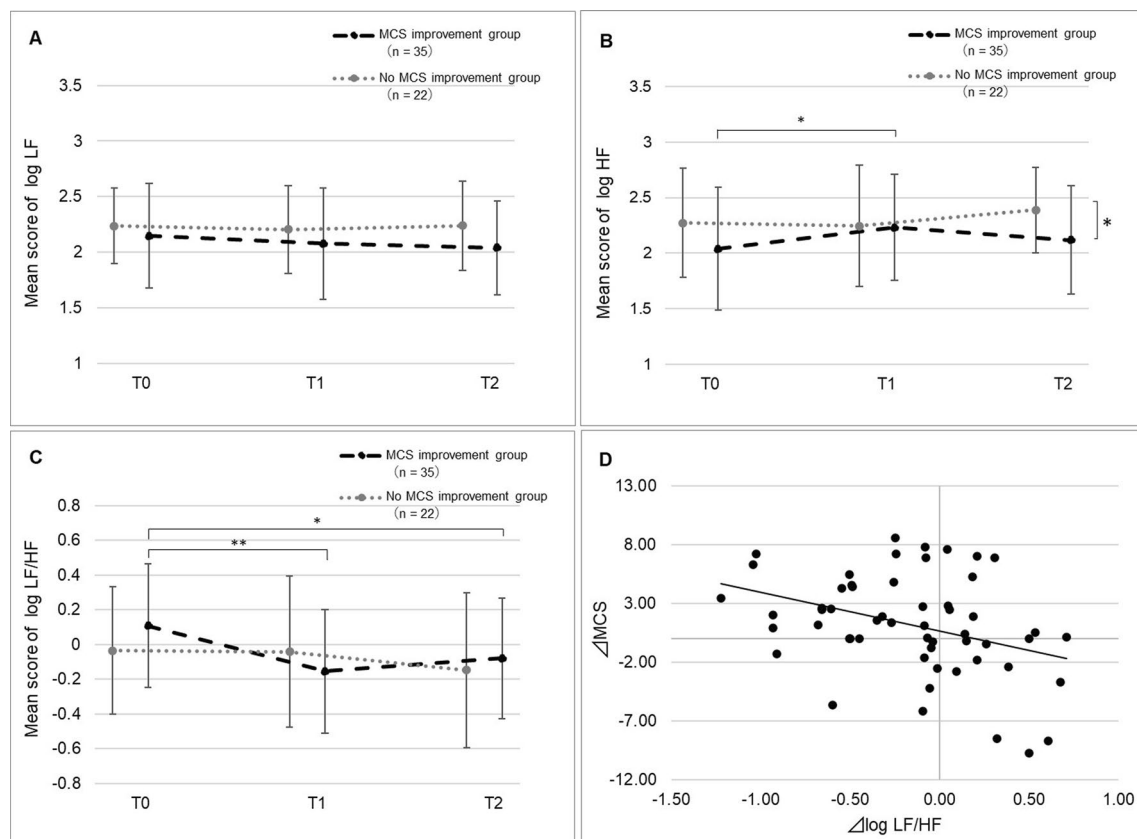 A
MCS improvement group
(n = 35)
No MCS improvement group
(n = 22)
Mean score of log LF
3.5
3
2.5
2
1.5
1
T0
T1
T2
B
MCS improvement group
(n = 35)
No MCS improvement group
(n = 22)
Mean score of log HF
3.5
3
2.5
2
1.5
1
*
*
T0
T1
T2
C
MCS improvement group
(n = 35)
No MCS improvement group
(n = 22)
Mean score of log LF/HF
0.8
0.6
0.4
0.2
0
-0.2
-0.4
-0.6
-0.8
*
**
T0
T1
T2
D
⊿MCS
13.00
8.00
3.00
-2.00
-7.00
-12.00
-1.50
-1.00
-0.50
0.00
0.50
1.00
⊿log LF/HF